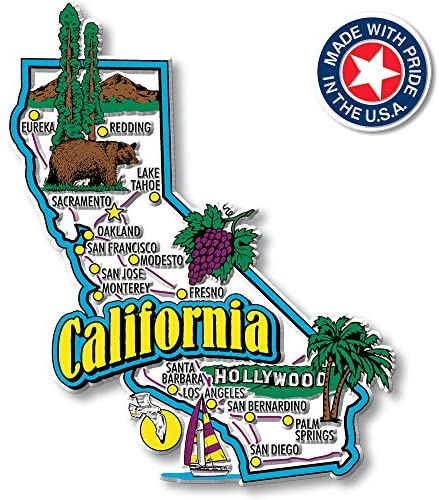 MADE WITH PRIDE
IN THE U.S.A.
EUREKA
REDDING
LAKE
TAHOE
SACRAMENTO
OAKLAND
SAN FRANCISCO
MODESTO
SAN JOSE
MONTEREY
FRESNO
California
SANTA
BARBARA
HOLLYWOOD
LOS ANGELES
SAN BERNARDINO
PALM
SPRINGS
SAN DIEGO